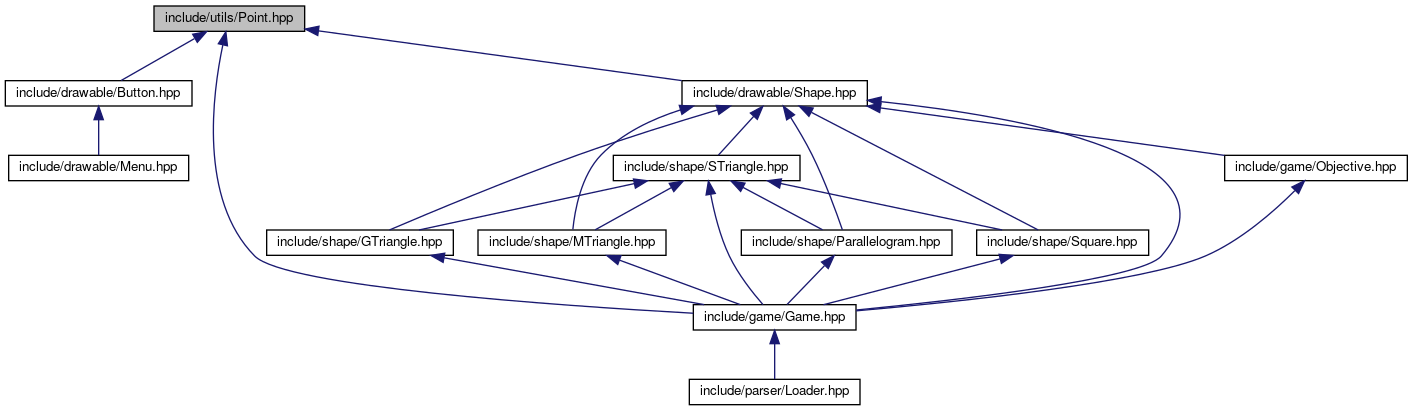 include/utils/Point.hpp
include/drawable/Button.hpp
include/drawable/Shape.hpp
include/drawable/Menu.hpp
include/shape/STriangle.hpp
include/game/Objective.hpp
include/shape/GTriangle.hpp
include/shape/MTriangle.hpp
include/shape/Parallelogram.hpp
include/shape/Square.hpp
include/game/Game.hpp
include/parser/Loader.hpp